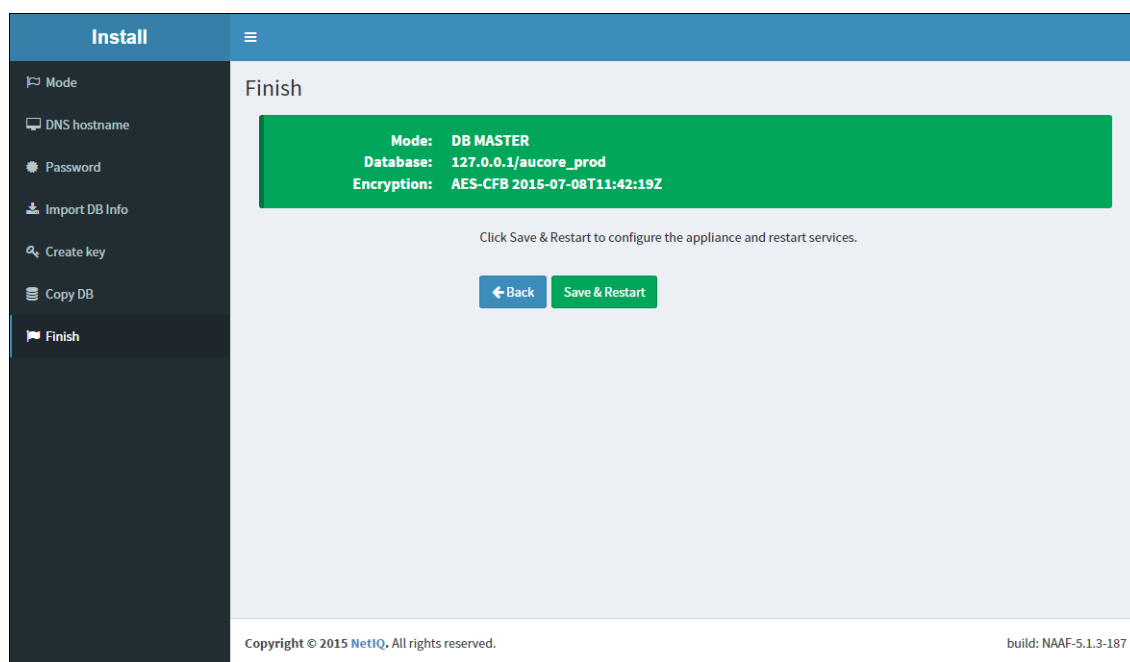 Install
Mode
DNS hostname
Password
Import DB Info
Create key
Copy DB
Finish
Finish
Mode: DB MASTER
Database: 127.0.0.1/aucore_prod
Encryption: AES-CFB 2015-07-08T11:42:19Z
Click Save & Restart to configure the appliance and restart services.
Back Save & Restart
Copyright © 2015 NetIQ. All rights reserved. build: NAAF-5.1.3-187